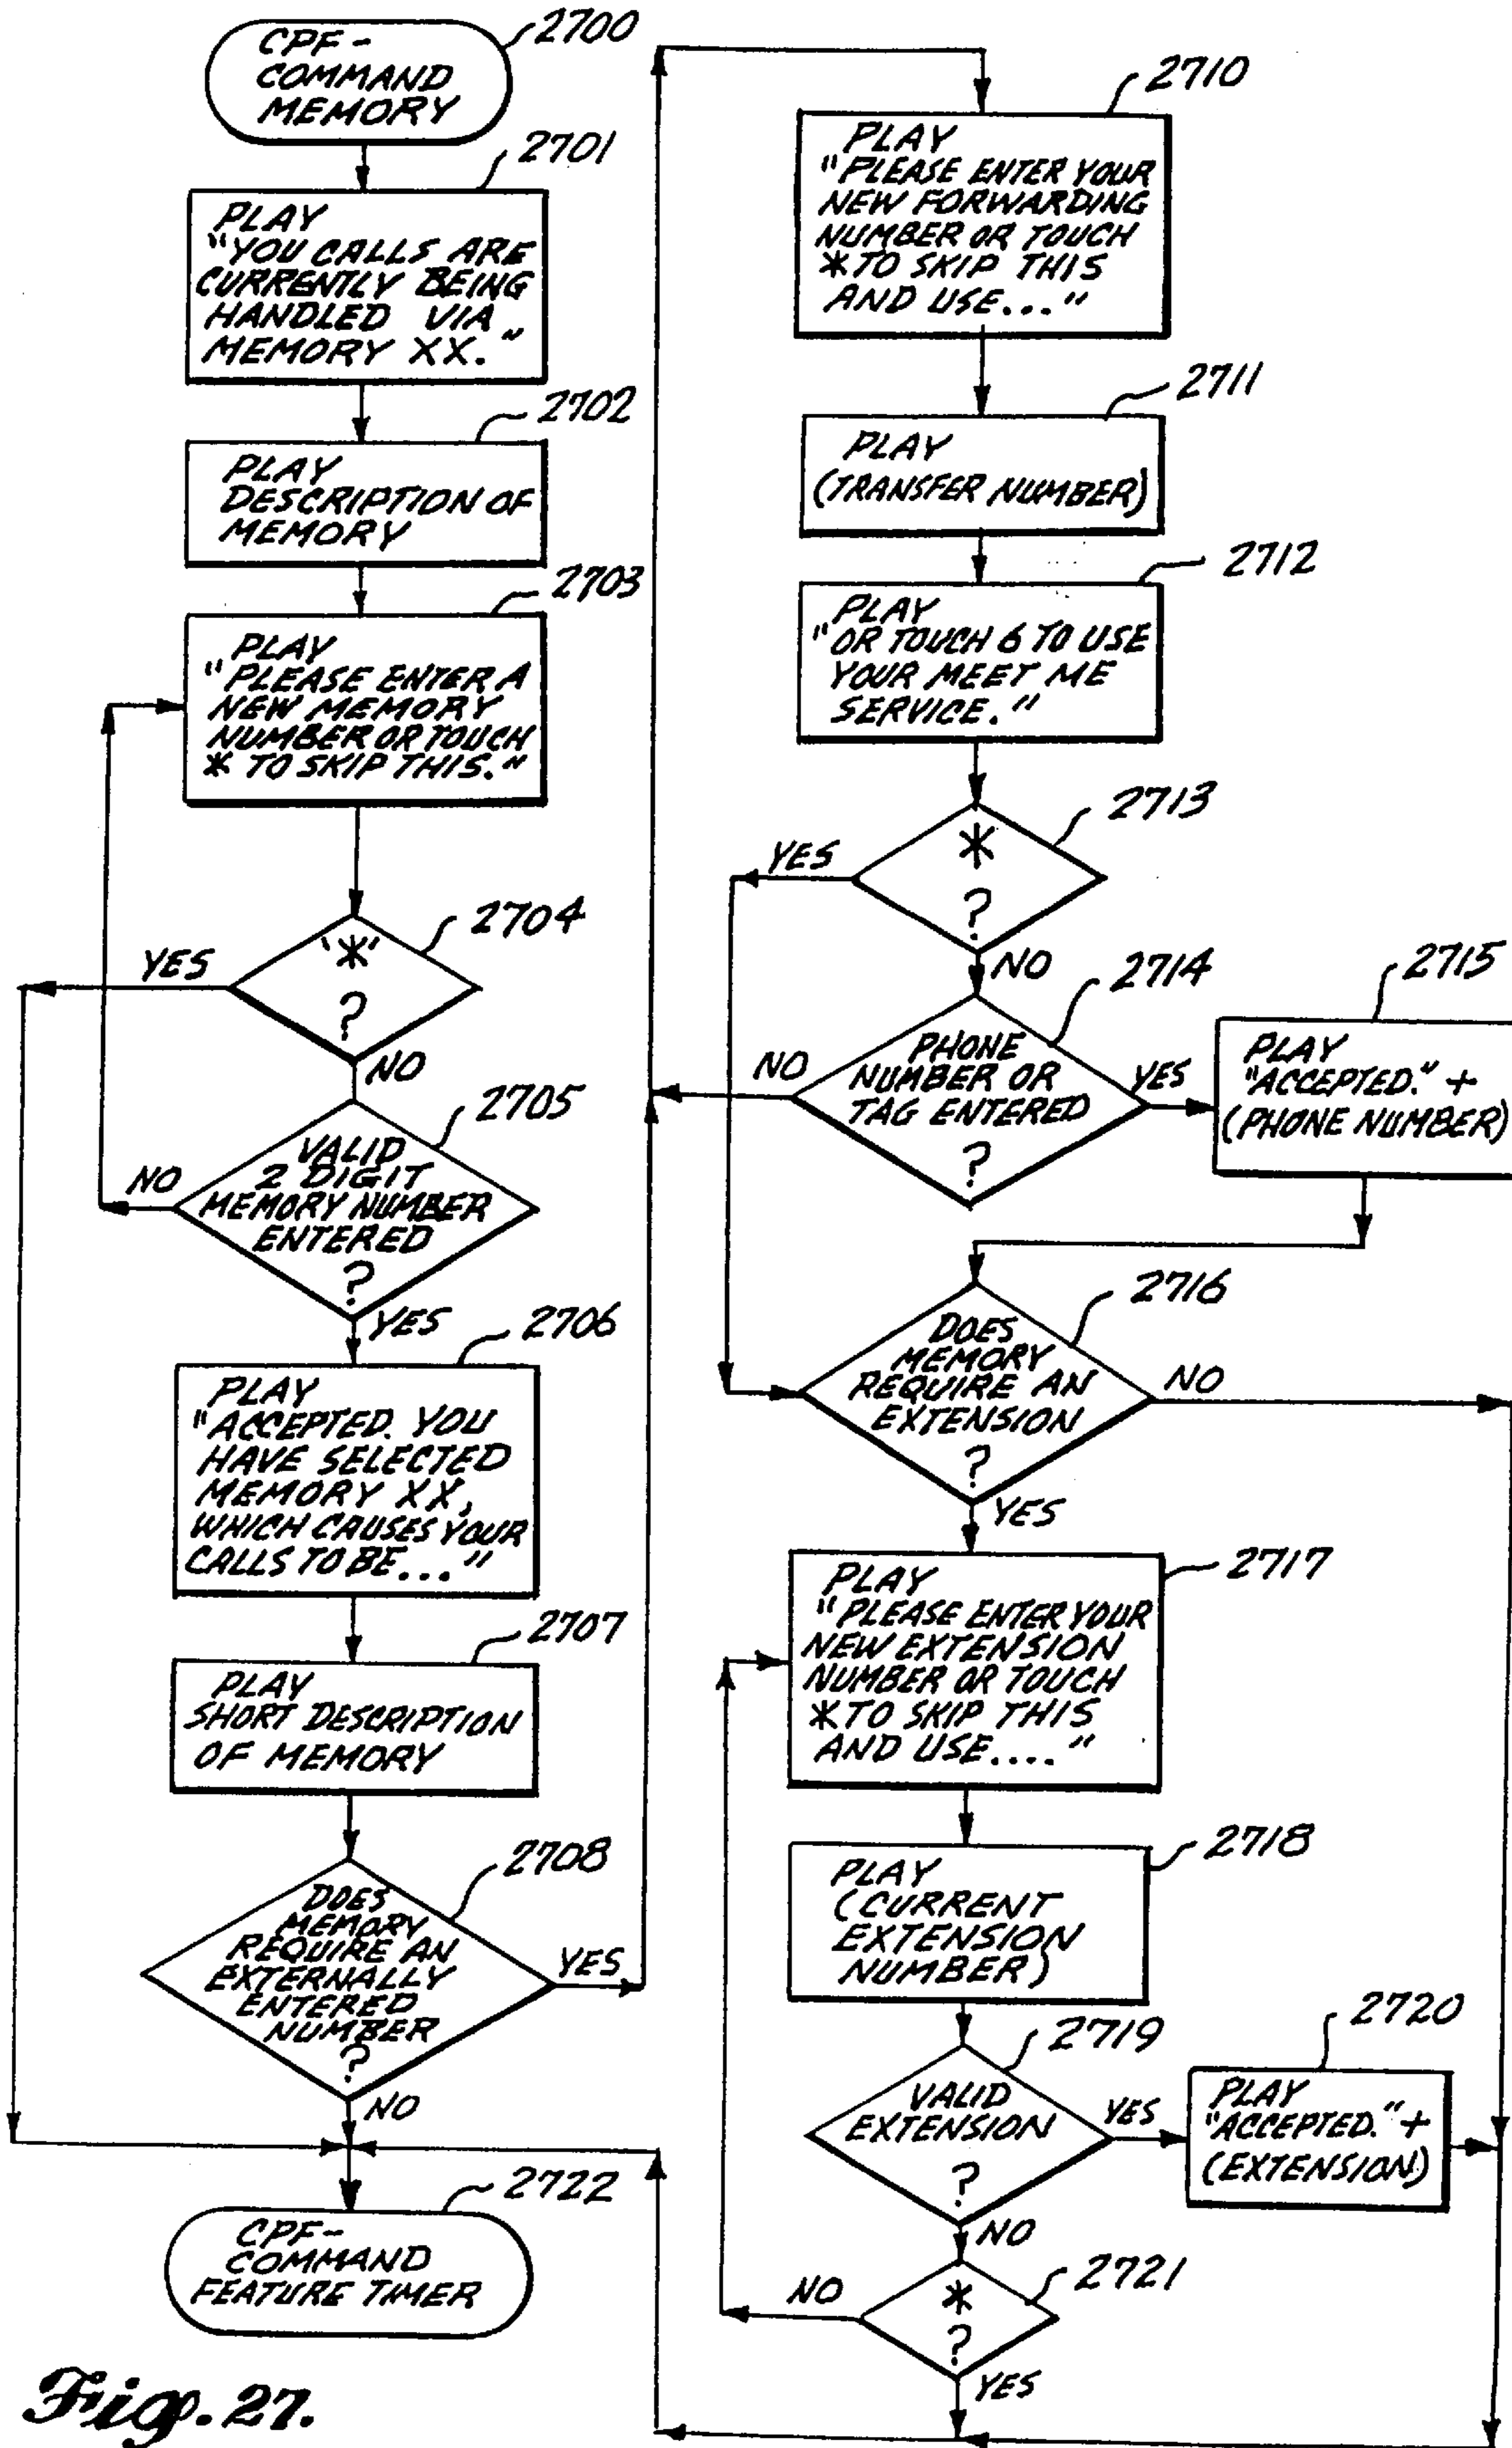 CPF-
COMMAND
MEMORY
2700
2701
PLAY
"YOU CALLS ARE
CURRENTLY BEING
HANDLED VIA
MEMORY XX."
2702
PLAY
DESCRIPTION OF
MEMORY
2703
PLAY
"PLEASE ENTER A
NEW MEMORY
NUMBER OR TOUCH
* TO SKIP THIS."
2704
'*'
?
YES
NO
2705
VALID
2 DIGIT
MEMORY NUMBER
ENTERED
?
NO
YES
2706
PLAY
"ACCEPTED. YOU
HAVE SELECTED
MEMORY XX,
WHICH CAUSES YOUR
CALLS TO BE..."
2707
PLAY
SHORT DESCRIPTION
OF MEMORY
2708
DOES
MEMORY
REQUIRE AN
EXTERNALLY
ENTERED
NUMBER
?
YES
NO
2722
CPF-
COMMAND
FEATURE TIMER
2710
PLAY
"PLEASE ENTER YOUR
NEW FORWARDING
NUMBER OR TOUCH
* TO SKIP THIS
AND USE..."
2711
PLAY
(TRANSFER NUMBER)
2712
PLAY
"OR TOUCH 6 TO USE
YOUR MEET ME
SERVICE."
2713
*
?
YES
NO
2714
PHONE
NUMBER OR
TAG ENTERED
?
NO
YES
2715
PLAY
"ACCEPTED." +
(PHONE NUMBER)
2716
DOES
MEMORY
REQUIRE AN
EXTENSION
?
NO
YES
2717
PLAY
"PLEASE ENTER YOUR
NEW EXTENSION
NUMBER OR TOUCH
* TO SKIP THIS
AND USE...."
2718
PLAY
(CURRENT
EXTENSION
NUMBER)
2719
VALID
EXTENSION
?
YES
NO
2720
PLAY
"ACCEPTED." +
(EXTENSION)
2721
*
?
NO
YES
Fig. 27.